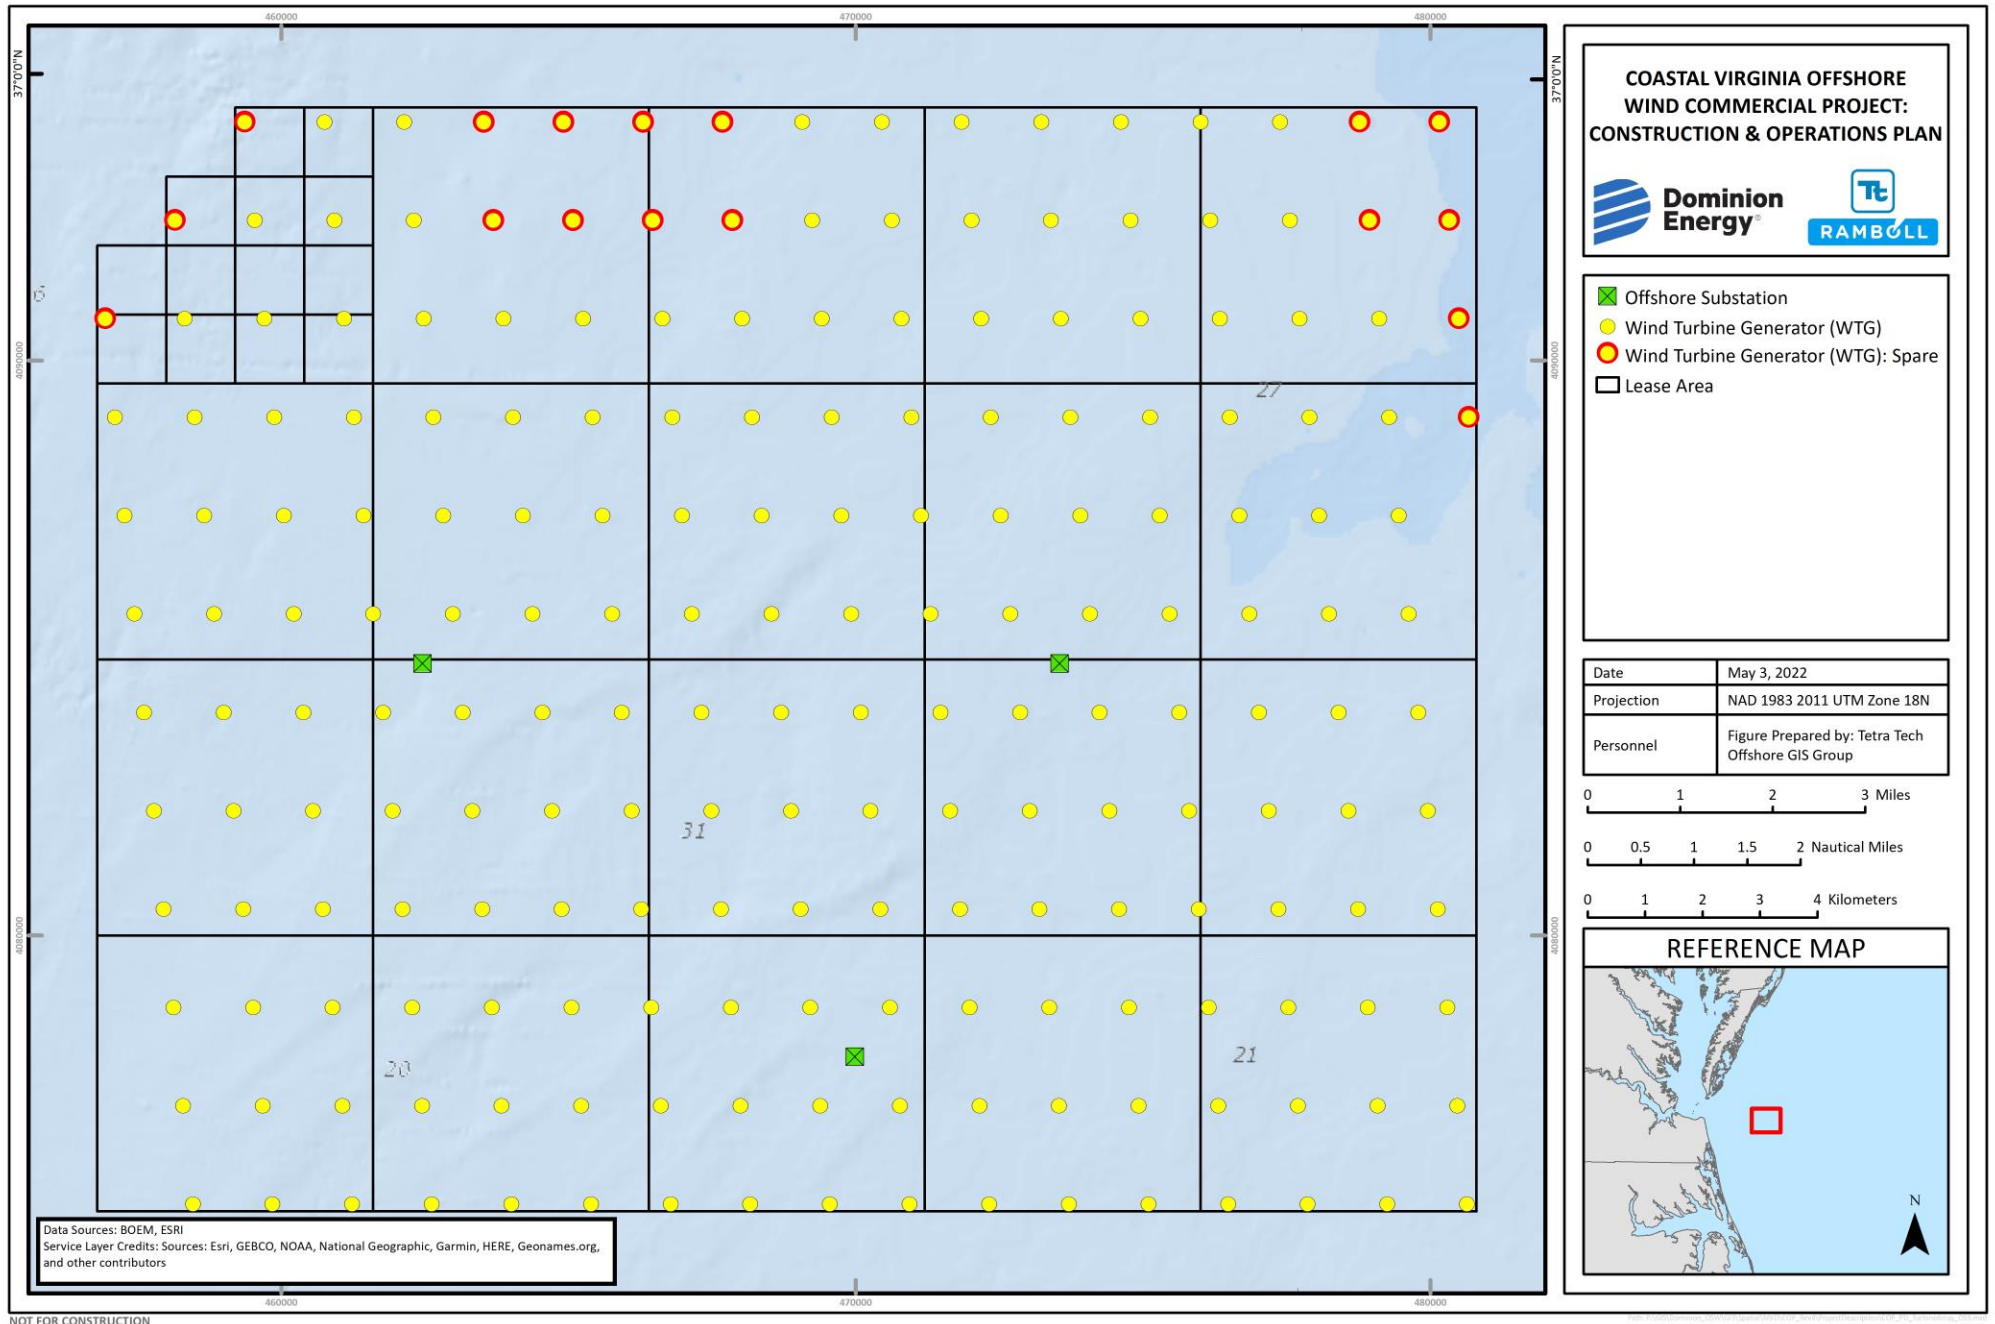 460000
470000
480000
37°0'0"N
37°0'0"N
COASTAL VIRGINIA OFFSHORE
WIND COMMERCIAL PROJECT:
CONSTRUCTION & OPERATIONS PLAN
Dominion
Energy®
Tt
RAMBOLL
Offshore Substation
Wind Turbine Generator (WTG)
Wind Turbine Generator (WTG): Spare
Lease Area
4090000
4090000
27
31
20
21
4080000
4080000
Date
May 3, 2022
Projection
NAD 1983 2011 UTM Zone 18N
Personnel
Figure Prepared by: Tetra Tech
Offshore GIS Group
0 1 2 3 Miles
0 0.5 1 1.5 2 Nautical Miles
0 1 2 3 4 Kilometers
REFERENCE MAP
N
Data Sources: BOEM, ESRI
Service Layer Credits: Sources: Esri, GEBCO, NOAA, National Geographic, Garmin, HERE, Geonames.org,
and other contributors
460000
470000
480000
NOT FOR CONSTRUCTION